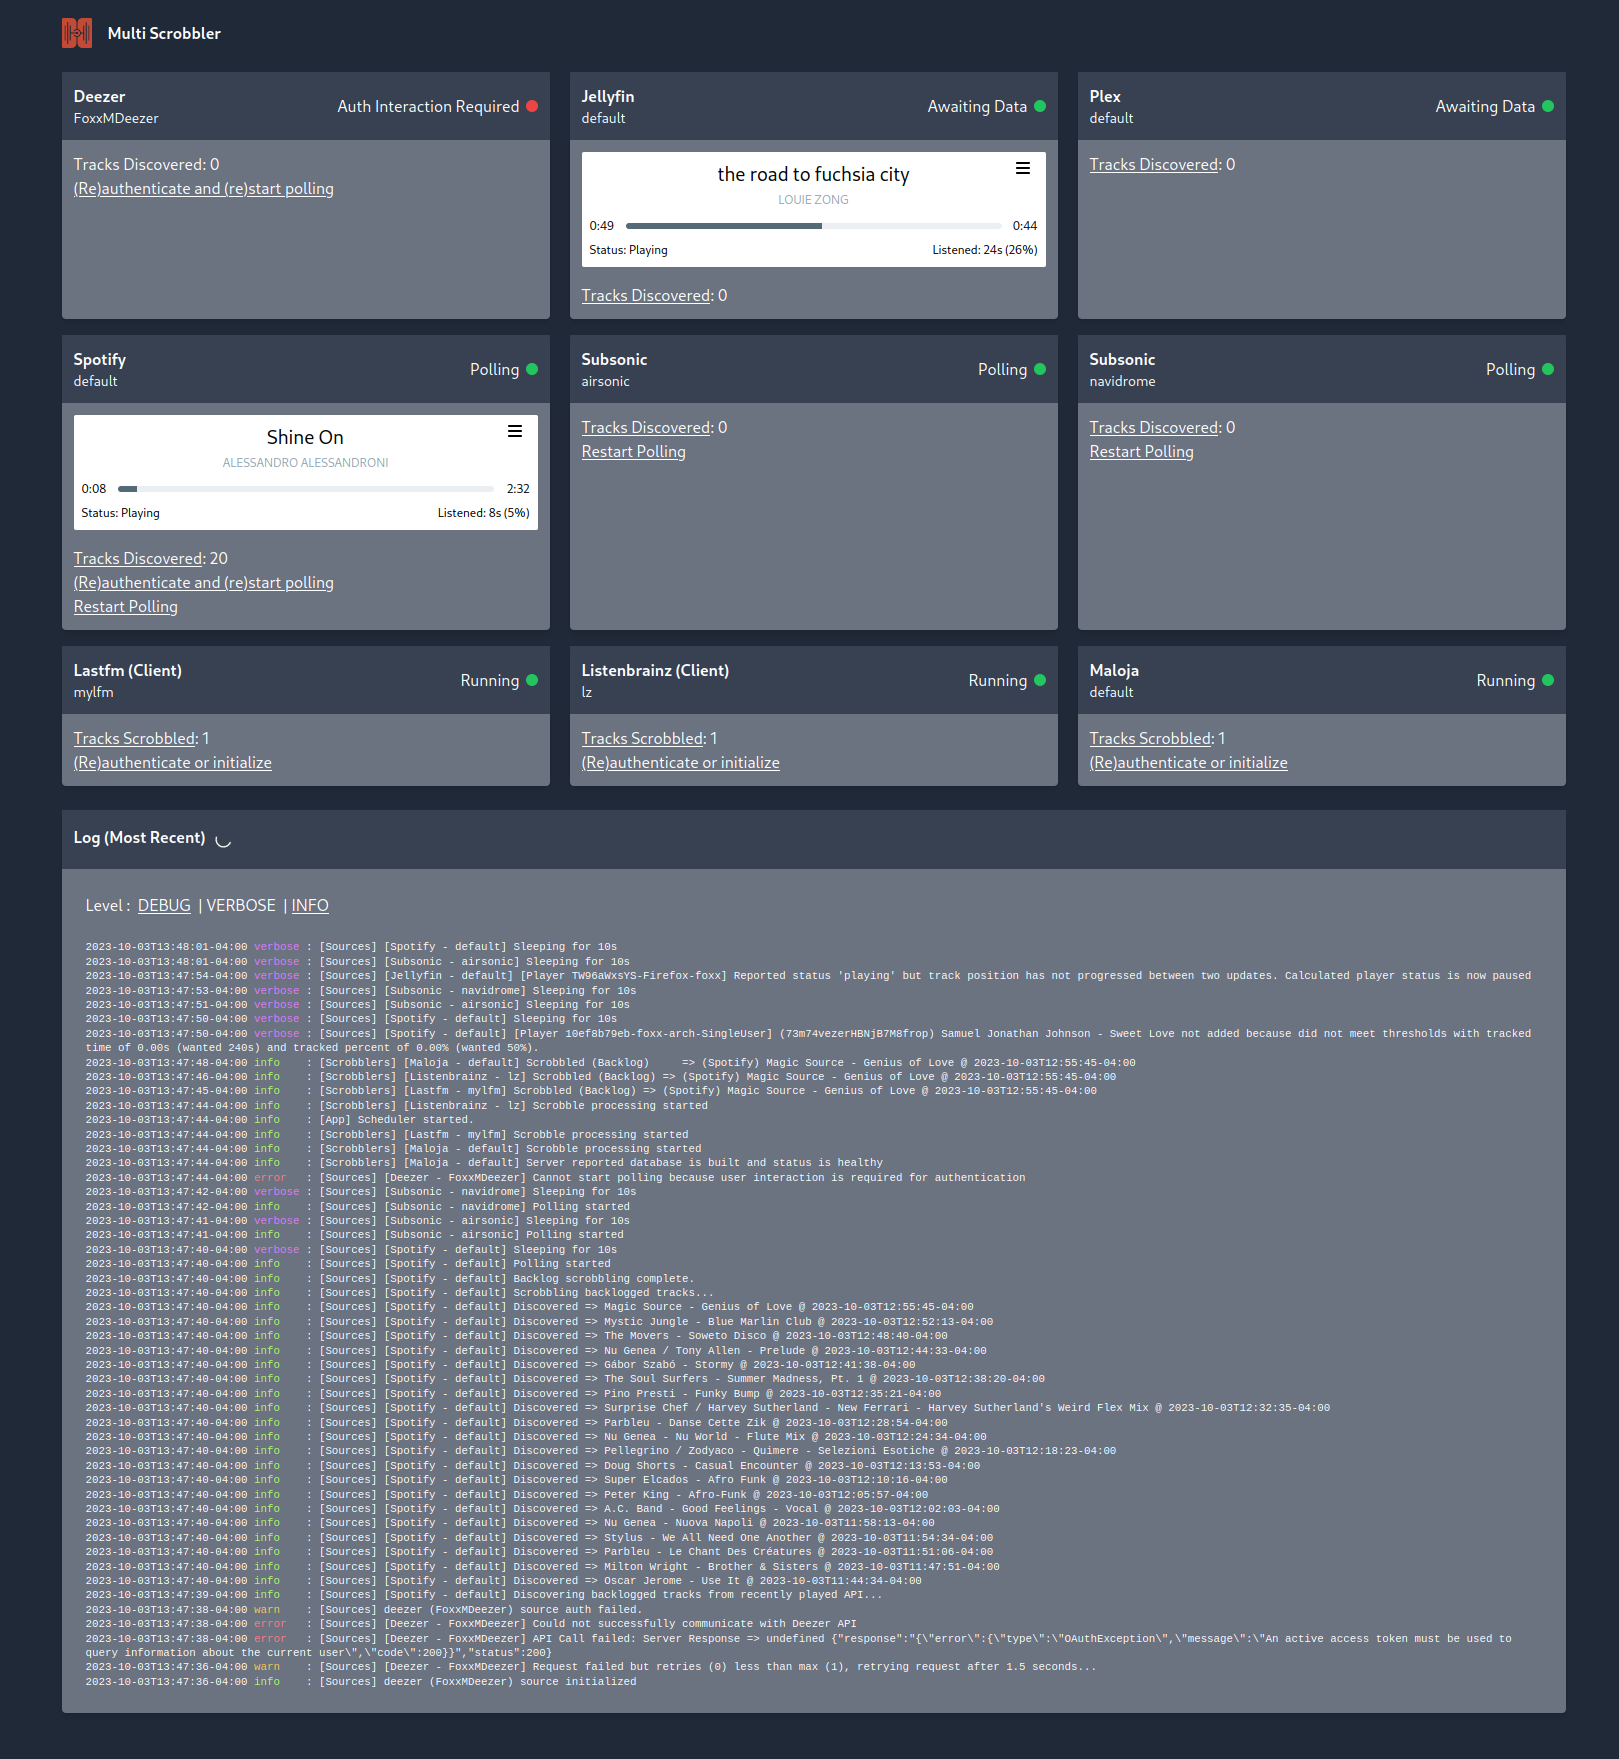 Multi Scrobbler
Deezer
FoxxMDeezer
Auth Interaction Required
Tracks Discovered: 0
(Re)authenticate and (re)start polling
Jellyfin
default
Awaiting Data
the road to fuchsia city
LOUIE ZONG
0:49
0:44
Status: Playing
Listened: 24s (26%)
Tracks Discovered: 0
Plex
default
Awaiting Data
Tracks Discovered: 0
Spotify
default
Polling
Shine On
ALESSANDRO ALESSANDRONI
0:08
2:32
Status: Playing
Listened: 8s (5%)
Tracks Discovered: 20
(Re)authenticate and (re)start polling
Restart Polling
Subsonic
airsonic
Polling
Tracks Discovered: 0
Restart Polling
Subsonic
navidrome
Polling
Tracks Discovered: 0
Restart Polling
Lastfm (Client)
mylfm
Running
Tracks Scrobbled: 1
(Re)authenticate or initialize
Listenbrainz (Client)
lz
Running
Tracks Scrobbled: 1
(Re)authenticate or initialize
Maloja
default
Running
Tracks Scrobbled: 1
(Re)authenticate or initialize
Log (Most Recent)
Level : DEBUG | VERBOSE | INFO
2023-10-03T13:48:01-04:00 verbose : [Sources] [Spotify - default] Sleeping for 10s
2023-10-03T13:48:01-04:00 verbose : [Sources] [Subsonic - airsonic] Sleeping for 10s
2023-10-03T13:47:54-04:00 verbose : [Sources] [Jellyfin - default] [Player TW96aWxsYS-Firefox-foxx] Reported status 'playing' but track position has not progressed between two updates. Calculated player status is now paused
2023-10-03T13:47:53-04:00 verbose : [Sources] [Subsonic - navidrome] Sleeping for 10s
2023-10-03T13:47:51-04:00 verbose : [Sources] [Subsonic - airsonic] Sleeping for 10s
2023-10-03T13:47:50-04:00 verbose : [Sources] [Spotify - default] Sleeping for 10s
2023-10-03T13:47:50-04:00 verbose : [Sources] [Spotify - default] [Player 10ef8b79eb-foxx-arch-SingleUser] (73m74vezerHBNjB7M8frop) Samuel Jonathan Johnson - Sweet Love not added because did not meet thresholds with tracked
time of 0.00s (wanted 240s) and tracked percent of 0.00% (wanted 50%).
2023-10-03T13:47:48-04:00 info : [Scrobblers] [Maloja - default] Scrobbled (Backlog) => (Spotify) Magic Source - Genius of Love @ 2023-10-03T12:55:45-04:00
2023-10-03T13:47:46-04:00 info : [Scrobblers] [Listenbrainz - lz] Scrobbled (Backlog) => (Spotify) Magic Source - Genius of Love @ 2023-10-03T12:55:45-04:00
2023-10-03T13:47:45-04:00 info : [Scrobblers] [Lastfm - mylfm] Scrobbled (Backlog) => (Spotify) Magic Source - Genius of Love @ 2023-10-03T12:55:45-04:00
2023-10-03T13:47:44-04:00 info : [Scrobblers] [Listenbrainz - lz] Scrobble processing started
2023-10-03T13:47:44-04:00 info : [App] Scheduler started.
2023-10-03T13:47:44-04:00 info : [Scrobblers] [Lastfm - mylfm] Scrobble processing started
2023-10-03T13:47:44-04:00 info : [Scrobblers] [Maloja - default] Scrobble processing started
2023-10-03T13:47:44-04:00 info : [Scrobblers] [Maloja - default] Server reported database is built and status is healthy
2023-10-03T13:47:44-04:00 error : [Sources] [Deezer - FoxxMDeezer] Cannot start polling because user interaction is required for authentication
2023-10-03T13:47:42-04:00 verbose : [Sources] [Subsonic - navidrome] Sleeping for 10s
2023-10-03T13:47:42-04:00 info : [Sources] [Subsonic - navidrome] Polling started
2023-10-03T13:47:41-04:00 verbose : [Sources] [Subsonic - airsonic] Sleeping for 10s
2023-10-03T13:47:41-04:00 info : [Sources] [Subsonic - airsonic] Polling started
2023-10-03T13:47:40-04:00 verbose : [Sources] [Spotify - default] Sleeping for 10s
2023-10-03T13:47:40-04:00 info : [Sources] [Spotify - default] Polling started
2023-10-03T13:47:40-04:00 info : [Sources] [Spotify - default] Backlog scrobbling complete.
2023-10-03T13:47:40-04:00 info : [Sources] [Spotify - default] Scrobbling backlogged tracks...
2023-10-03T13:47:40-04:00 info : [Sources] [Spotify - default] Discovered => Magic Source - Genius of Love @ 2023-10-03T12:55:45-04:00
2023-10-03T13:47:40-04:00 info : [Sources] [Spotify - default] Discovered => Mystic Jungle - Blue Marlin Club @ 2023-10-03T12:52:13-04:00
2023-10-03T13:47:40-04:00 info : [Sources] [Spotify - default] Discovered => The Movers - Soweto Disco @ 2023-10-03T12:48:40-04:00
2023-10-03T13:47:40-04:00 info : [Sources] [Spotify - default] Discovered => Nu Genea / Tony Allen - Prelude @ 2023-10-03T12:44:33-04:00
2023-10-03T13:47:40-04:00 info : [Sources] [Spotify - default] Discovered => Gábor Szabó - Stormy @ 2023-10-03T12:41:38-04:00
2023-10-03T13:47:40-04:00 info : [Sources] [Spotify - default] Discovered => The Soul Surfers - Summer Madness, Pt. 1 @ 2023-10-03T12:38:20-04:00
2023-10-03T13:47:40-04:00 info : [Sources] [Spotify - default] Discovered => Pino Presti - Funky Bump @ 2023-10-03T12:35:21-04:00
2023-10-03T13:47:40-04:00 info : [Sources] [Spotify - default] Discovered => Surprise Chef / Harvey Sutherland - New Ferrari - Harvey Sutherland's Weird Flex Mix @ 2023-10-03T12:32:35-04:00
2023-10-03T13:47:40-04:00 info : [Sources] [Spotify - default] Discovered => Parbleu - Danse Cette Zik @ 2023-10-03T12:28:54-04:00
2023-10-03T13:47:40-04:00 info : [Sources] [Spotify - default] Discovered => Nu Genea - Nu World - Flute Mix @ 2023-10-03T12:24:34-04:00
2023-10-03T13:47:40-04:00 info : [Sources] [Spotify - default] Discovered => Pellegrino / Zodyaco - Quimere - Selezioni Esotiche @ 2023-10-03T12:18:23-04:00
2023-10-03T13:47:40-04:00 info : [Sources] [Spotify - default] Discovered => Doug Shorts - Casual Encounter @ 2023-10-03T12:13:53-04:00
2023-10-03T13:47:40-04:00 info : [Sources] [Spotify - default] Discovered => Super Elcados - Afro Funk @ 2023-10-03T12:10:16-04:00
2023-10-03T13:47:40-04:00 info : [Sources] [Spotify - default] Discovered => Peter King - Afro-Funk @ 2023-10-03T12:05:57-04:00
2023-10-03T13:47:40-04:00 info : [Sources] [Spotify - default] Discovered => A.C. Band - Good Feelings - Vocal @ 2023-10-03T12:02:03-04:00
2023-10-03T13:47:40-04:00 info : [Sources] [Spotify - default] Discovered => Nu Genea - Nuova Napoli @ 2023-10-03T11:58:13-04:00
2023-10-03T13:47:40-04:00 info : [Sources] [Spotify - default] Discovered => Stylus - We All Need One Another @ 2023-10-03T11:54:34-04:00
2023-10-03T13:47:40-04:00 info : [Sources] [Spotify - default] Discovered => Parbleu - Le Chant Des Créatures @ 2023-10-03T11:51:06-04:00
2023-10-03T13:47:40-04:00 info : [Sources] [Spotify - default] Discovered => Milton Wright - Brother & Sisters @ 2023-10-03T11:47:51-04:00
2023-10-03T13:47:40-04:00 info : [Sources] [Spotify - default] Discovered => Oscar Jerome - Use It @ 2023-10-03T11:44:34-04:00
2023-10-03T13:47:39-04:00 info : [Sources] [Spotify - default] Discovering backlogged tracks from recently played API...
2023-10-03T13:47:38-04:00 warn : [Sources] deezer (FoxxMDeezer) source auth failed.
2023-10-03T13:47:38-04:00 error : [Sources] [Deezer - FoxxMDeezer] Could not successfully communicate with Deezer API
2023-10-03T13:47:38-04:00 error : [Sources] [Deezer - FoxxMDeezer] API Call failed: Server Response => undefined {"response":"{\"error\":{\"type\":\"OAuthException\",\"message\":\"An active access token must be used to
query information about the current user\",\"code\":200}}","status":200}
2023-10-03T13:47:36-04:00 warn : [Sources] [Deezer - FoxxMDeezer] Request failed but retries (0) less than max (1), retrying request after 1.5 seconds...
2023-10-03T13:47:36-04:00 info : [Sources] deezer (FoxxMDeezer) source initialized